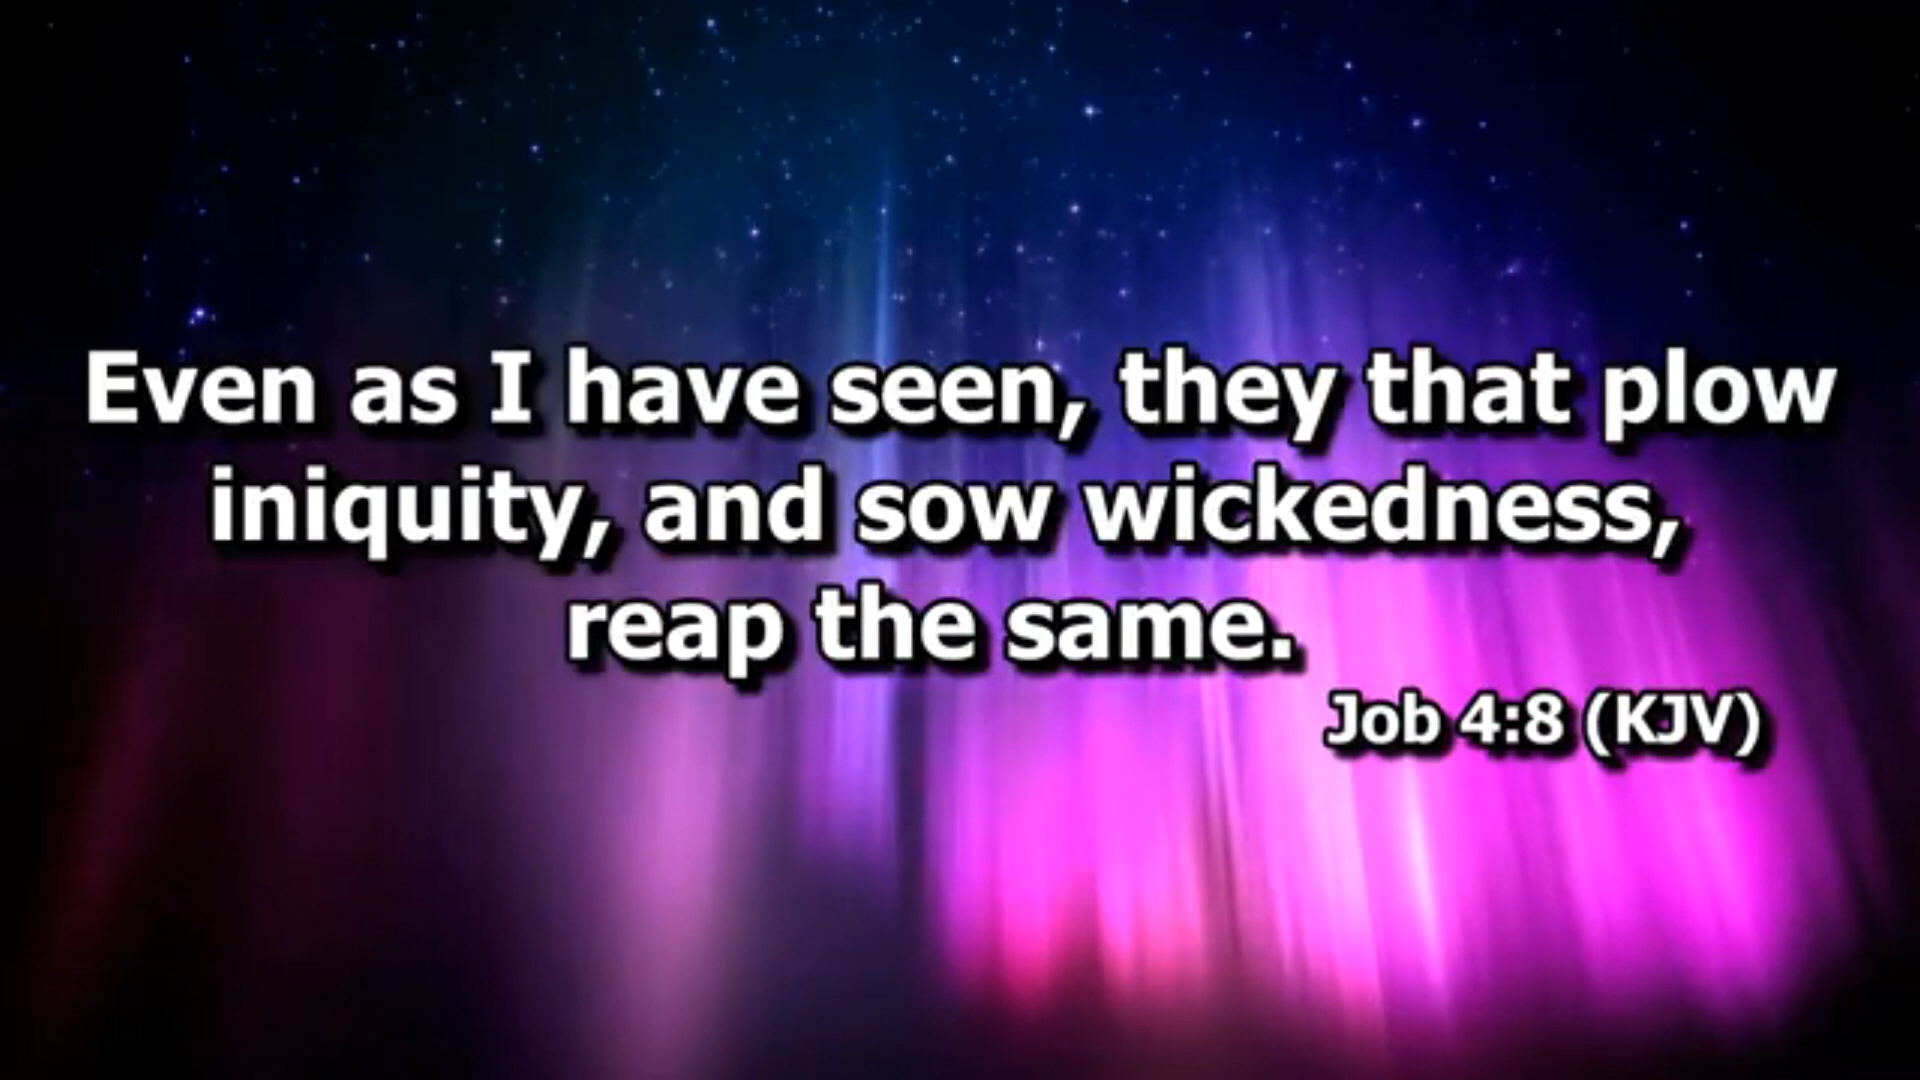 Even as I have seen, they that plow
iniquity, and sow wickedness,
reap the same.
Job 4:8 (KJV)